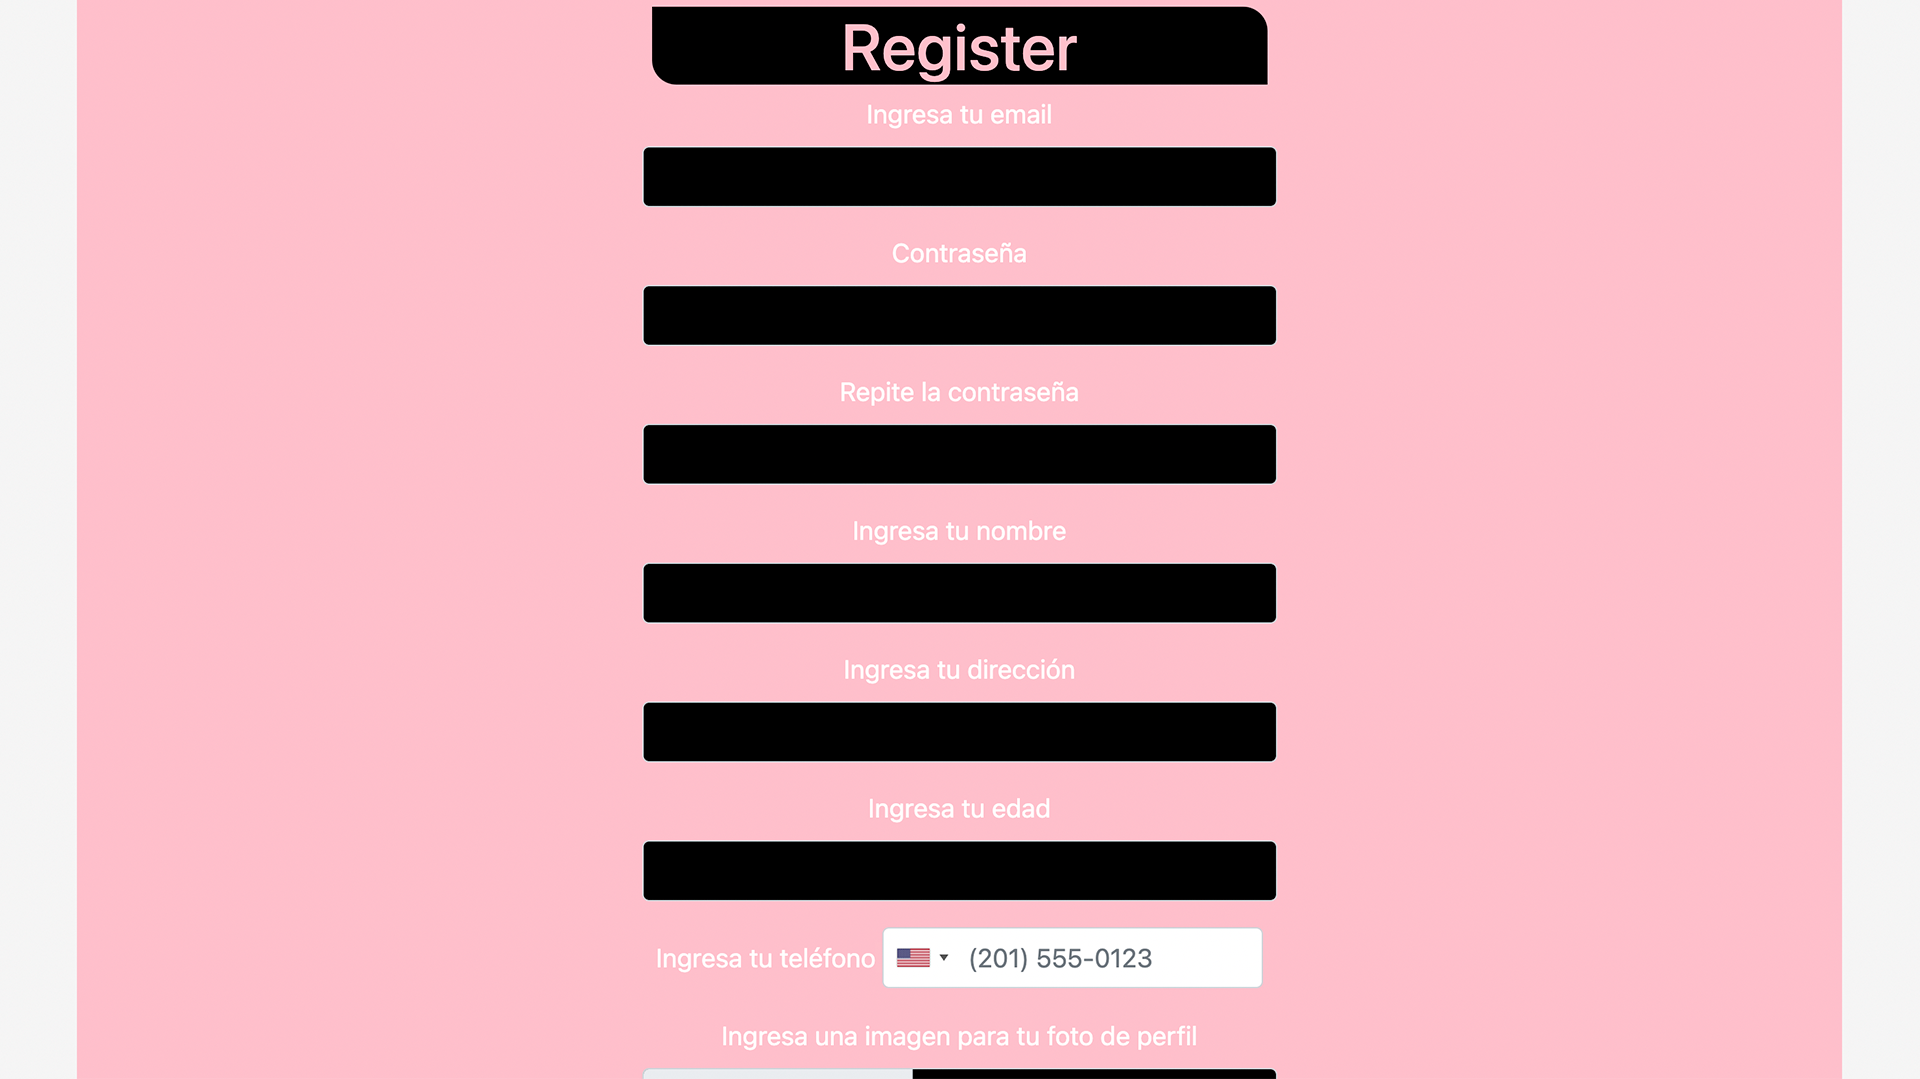 Register
Ingresa tu email
Contraseña
Repite la contraseña
Ingresa tu nombre
Ingresa tu dirección
Ingresa tu edad
Ingresa tu teléfono (201) 555-0123
Ingresa una imagen para tu foto de perfil